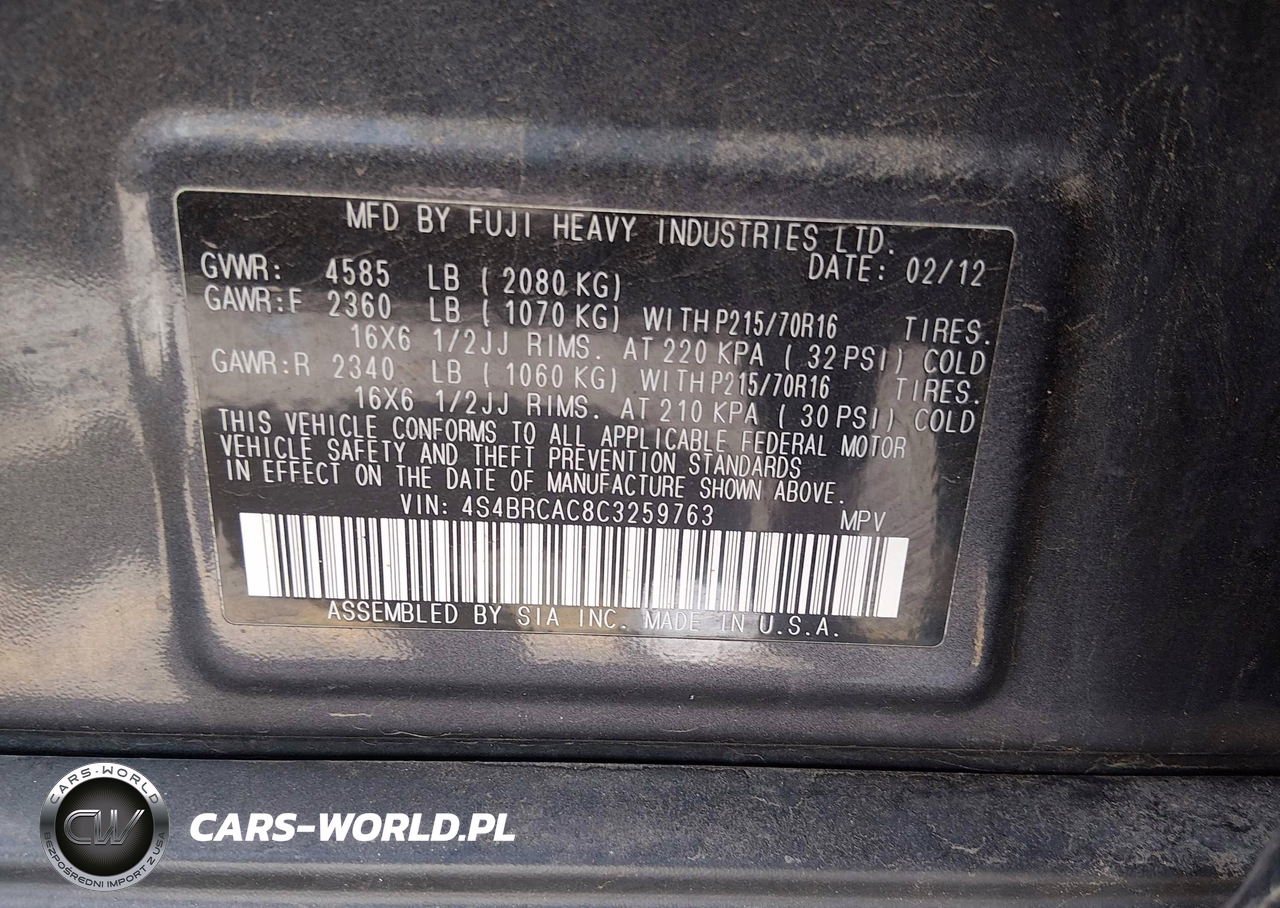 MFD BY FUJI HEAVY INDUSTRIES LTD.
DATE: 02/12
GVWR: 4585 LB ( 2080 KG)
GAWR:F 2360 LB ( 1070 KG) WITH P215/70R16 TIRES.
16X6 1/2JJ RIMS. AT 220 KPA ( 32 PSI) COLD
GAWR:R 2340 LB ( 1060 KG) WITH P215/70R16 TIRES.
16X6 1/2JJ RIMS. AT 210 KPA ( 30 PSI) COLD
THIS VEHICLE CONFORMS TO ALL APPLICABLE FEDERAL MOTOR
VEHICLE SAFETY AND THEFT PREVENTION STANDARDS
IN EFFECT ON THE DATE OF MANUFACTURE SHOWN ABOVE.
VIN: 4S4BRCAC8C3259763 MPV
ASSEMBLED BY SIA INC. MADE IN U.S.A.
CARS-WORLD
CW
BEZPOŚREDNI IMPORT Z USA
CARS-WORLD.PL